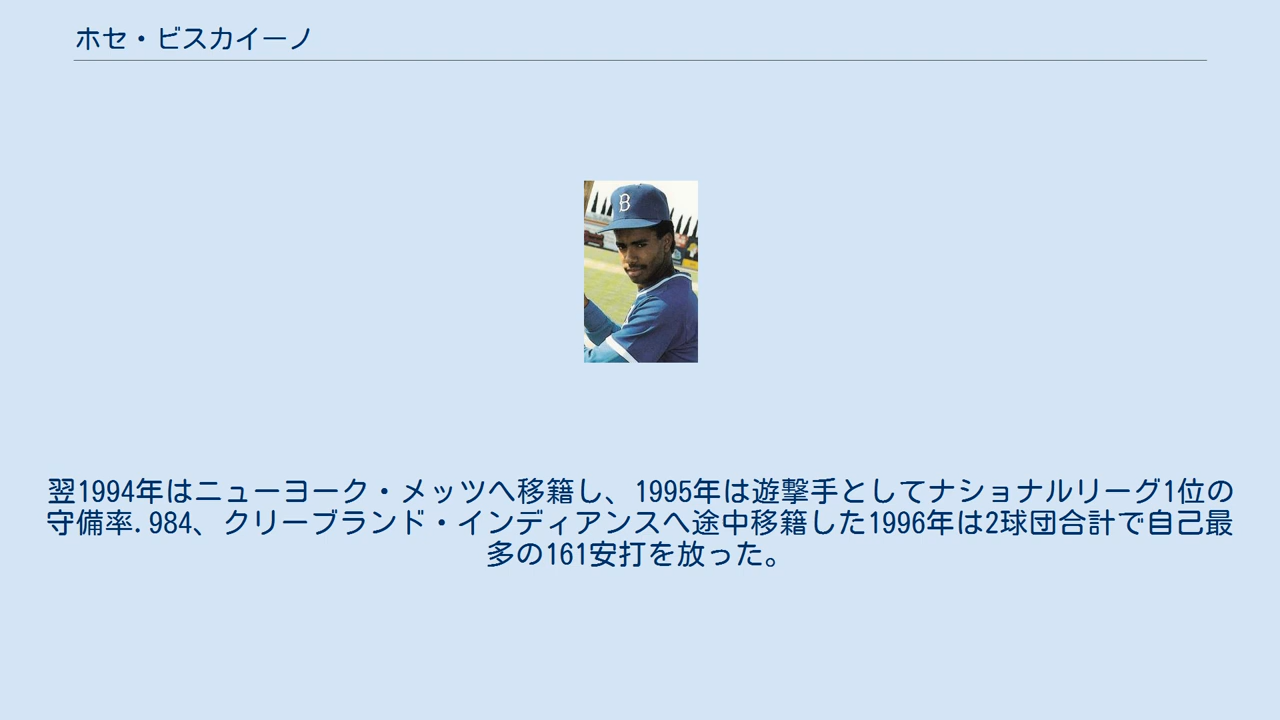 ホセ・ビスカイーノ
B
翌1994年はニューヨーク・メッツへ移籍し、1995年は遊撃手としてナショナルリーグ1位の
守備率.984、クリーブランド・インディアンスへ途中移籍した1996年は2球団合計で自己最
多の161安打を放った。